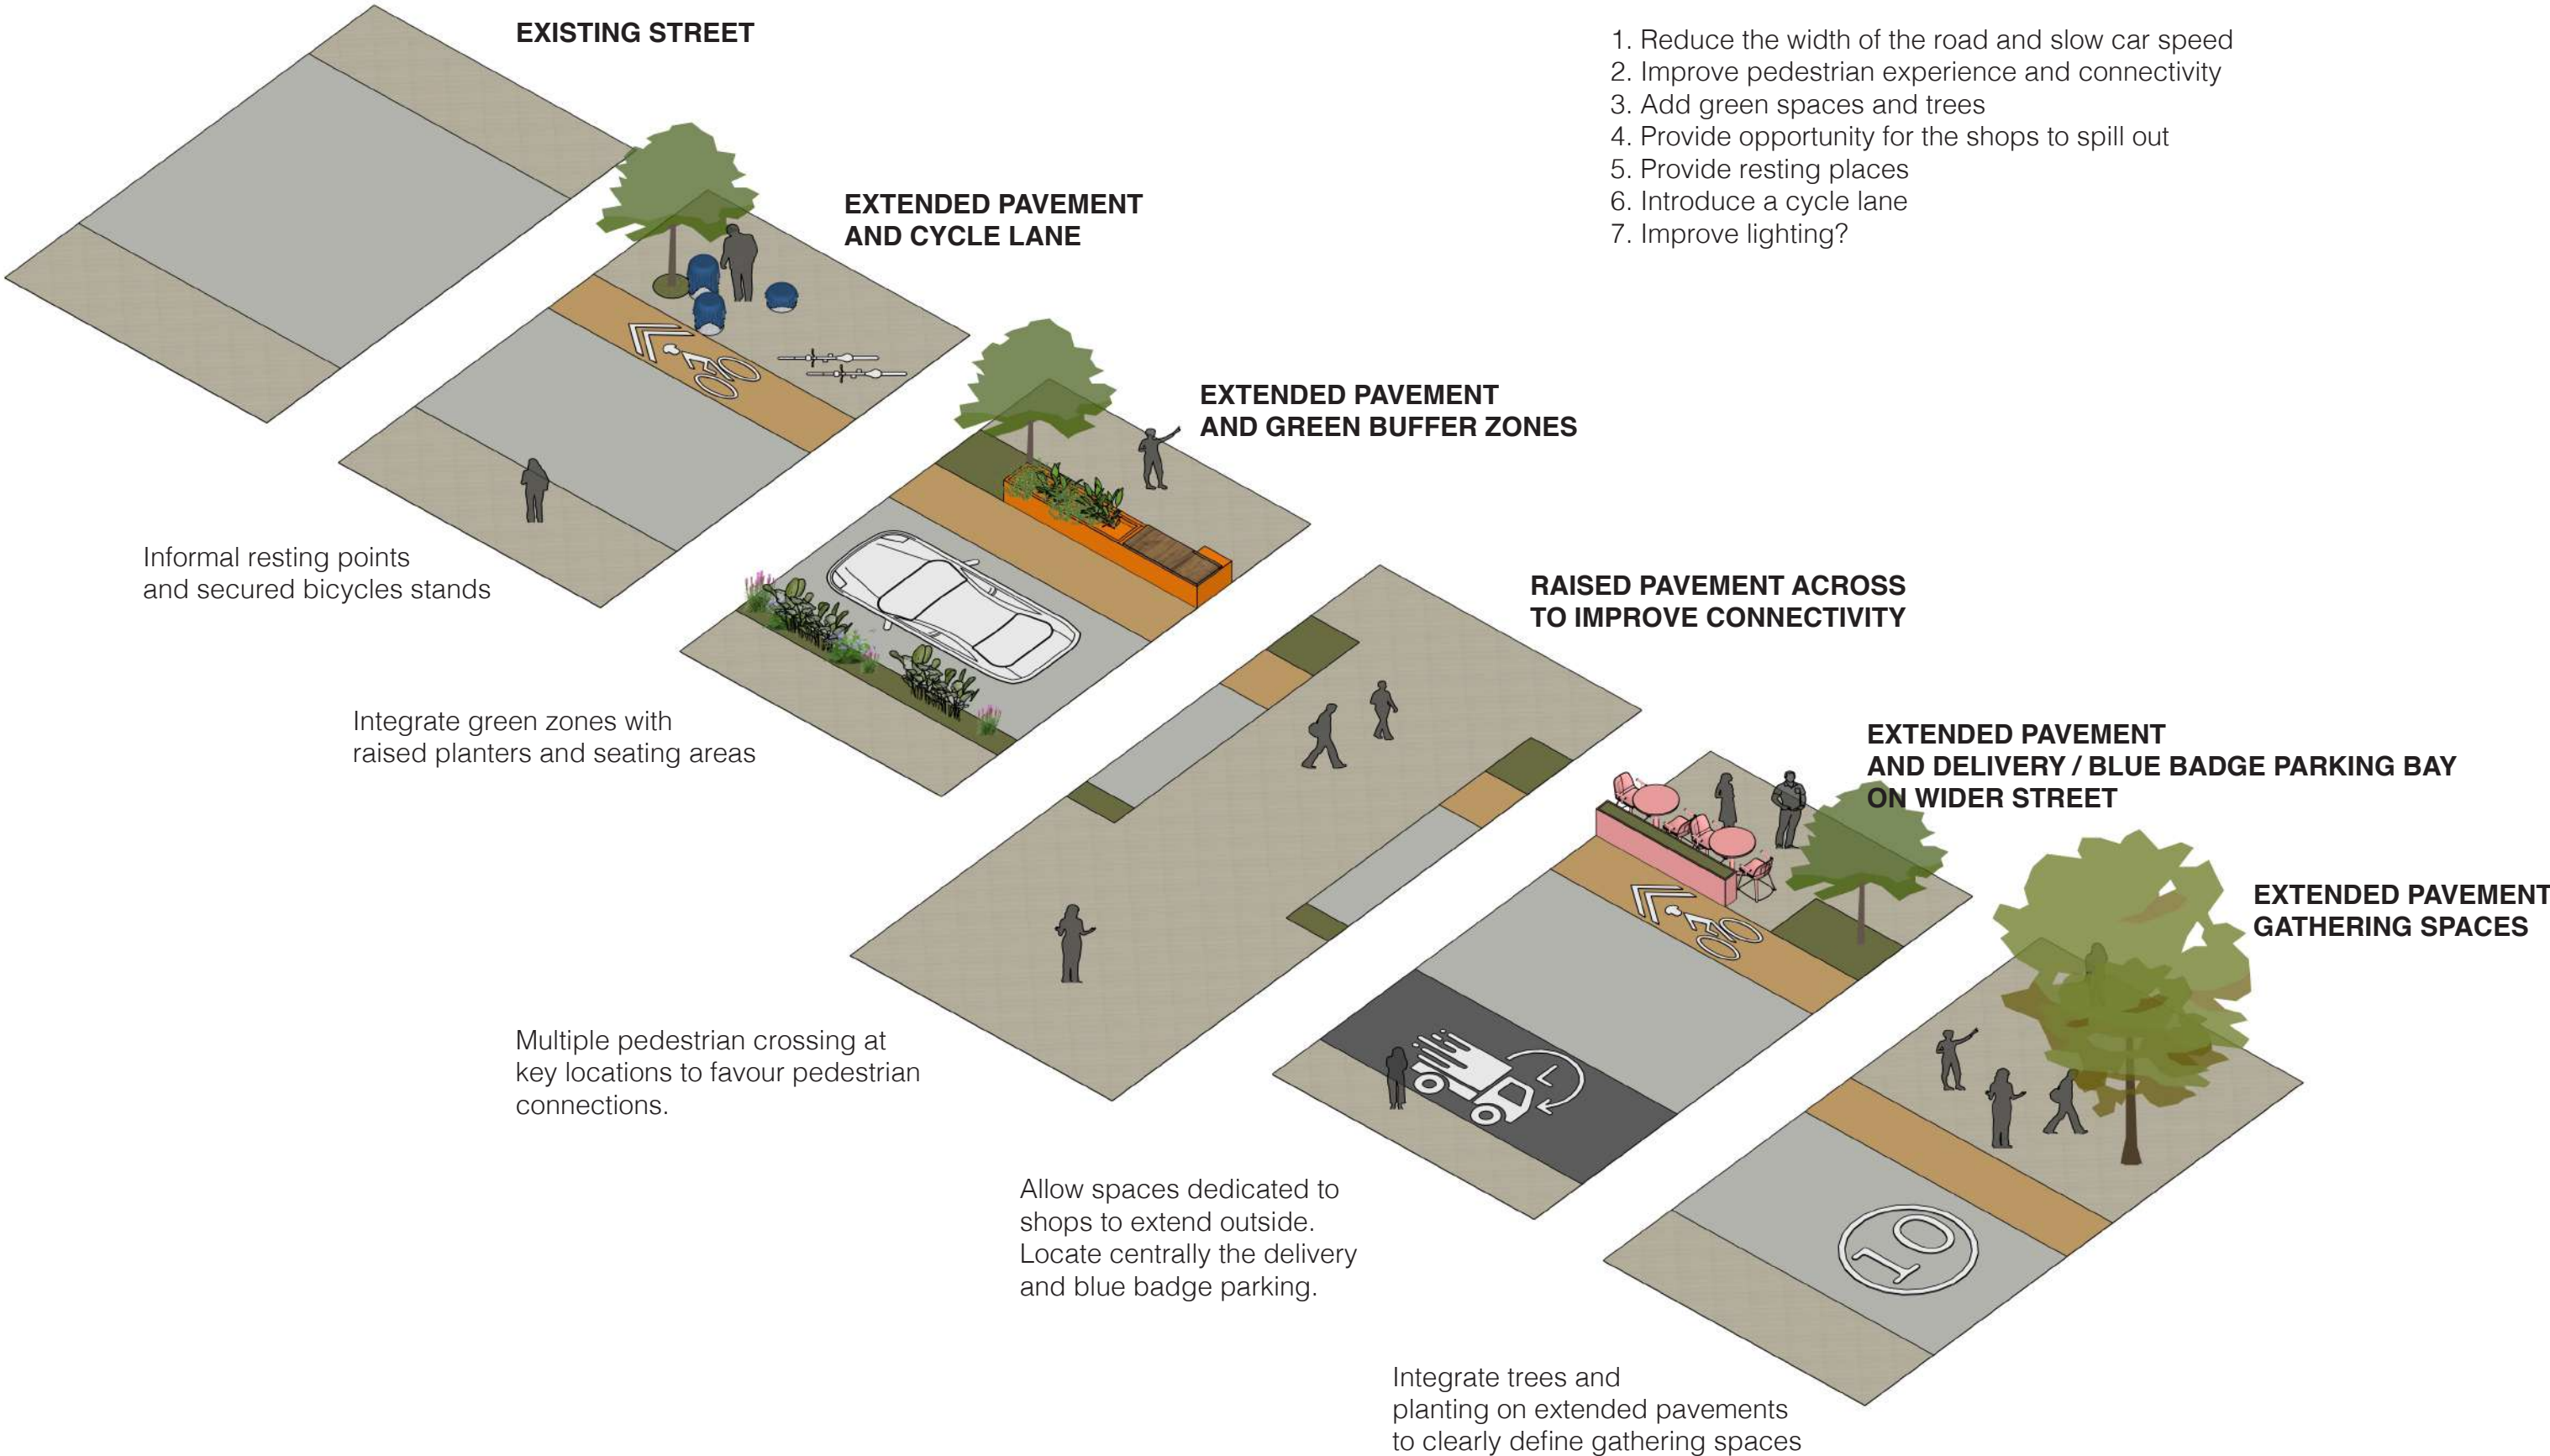 EXISTING STREET
1. Reduce the width of the road and slow car speed
2. Improve pedestrian experience and connectivity
3. Add green spaces and trees
4. Provide opportunity for the shops to spill out
5. Provide resting places
6. Introduce a cycle lane
7. Improve lighting?
EXTENDED PAVEMENT
AND CYCLE LANE
Informal resting points
and secured bicycles stands
EXTENDED PAVEMENT
AND GREEN BUFFER ZONES
Integrate green zones with
raised planters and seating areas
RAISED PAVEMENT ACROSS
TO IMPROVE CONNECTIVITY
Multiple pedestrian crossing at
key locations to favour pedestrian
connections.
EXTENDED PAVEMENT
AND DELIVERY / BLUE BADGE PARKING BAY
ON WIDER STREET
Allow spaces dedicated to
shops to extend outside.
Locate centrally the delivery
and blue badge parking.
EXTENDED PAVEMENT
GATHERING SPACES
10
Integrate trees and
planting on extended pavements
to clearly define gathering spaces